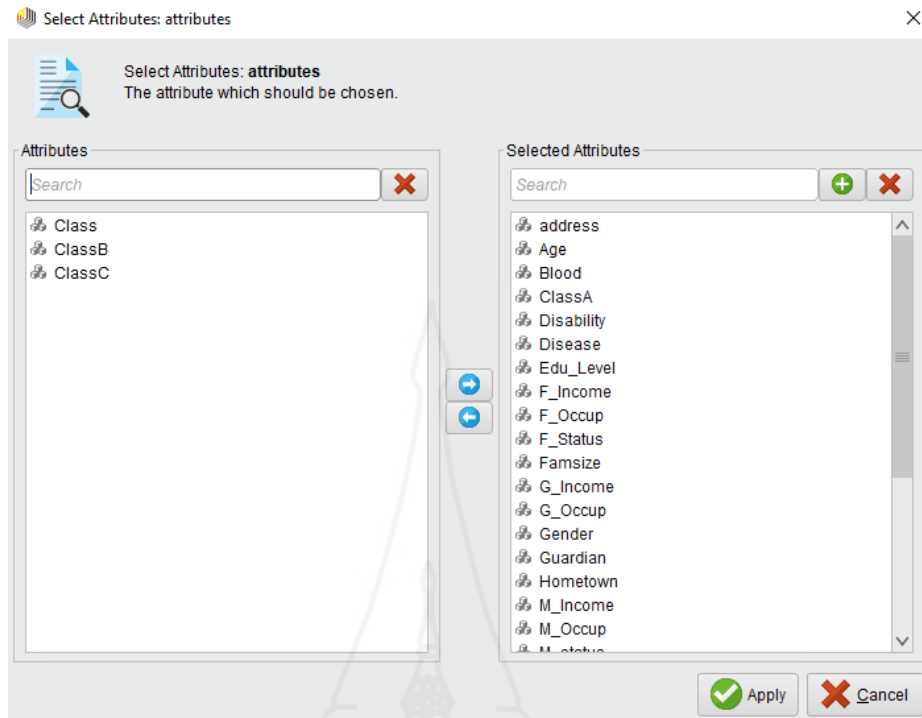 Select Attributes: attributes
Select Attributes: attributes
The attribute which should be chosen.
Attributes
Selected Attributes
Search
Search
Class
ClassB
ClassC
address
Age
Blood
ClassA
Disability
Disease
Edu_Level
F_Income
F_Occup
F_Status
Famsize
G_Income
G_Occup
Gender
Guardian
Hometown
M_Income
M_Occup
M_status
Apply
Cancel